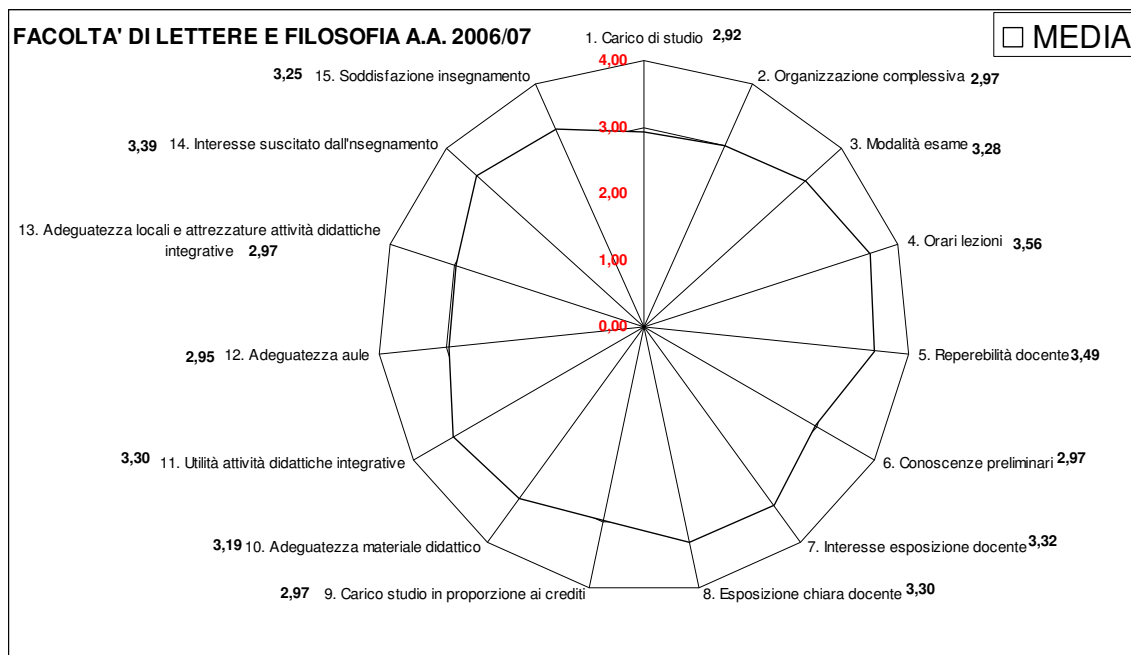 FACOLTA' DI LETTERE E FILOSOFIA A.A. 2006/07
□ MEDIA
1. Carico di studio 2,92
2. Organizzazione complessiva 2,97
3. Modalità esame 3,28
4. Orari lezioni 3,56
5. Reperebilità docente 3,49
6. Conoscenze preliminari 2,97
7. Interesse esposizione docente 3,32
8. Esposizione chiara docente 3,30
2,97 9. Carico studio in proporzione ai crediti
3,19 10. Adeguatezza materiale didattico
3,30 11. Utilità attività didattiche integrative
2,95 12. Adeguatezza aule
13. Adeguatezza locali e attrezzature attività didattiche
integrative 2,97
3,39 14. Interesse suscitato dall'nsegnamento
3,25 15. Soddisfazione insegnamento
4,00
3,00
2,00
1,00
0,00